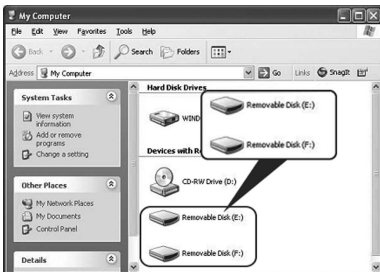 My Computer
File Edit View Favorites Tools Help
Back Search Folders
Address My Computer Go Links SnagIt
System Tasks
View system information
Add or remove programs
Change a setting
Other Places
My Network Places
My Documents
Control Panel
Details
Hard Disk Drives
WIND
Devices with R
CD-RW Drive (D:)
Removable Disk (E:)
Removable Disk (F:)
Removable Disk (E:)
Removable Disk (F:)